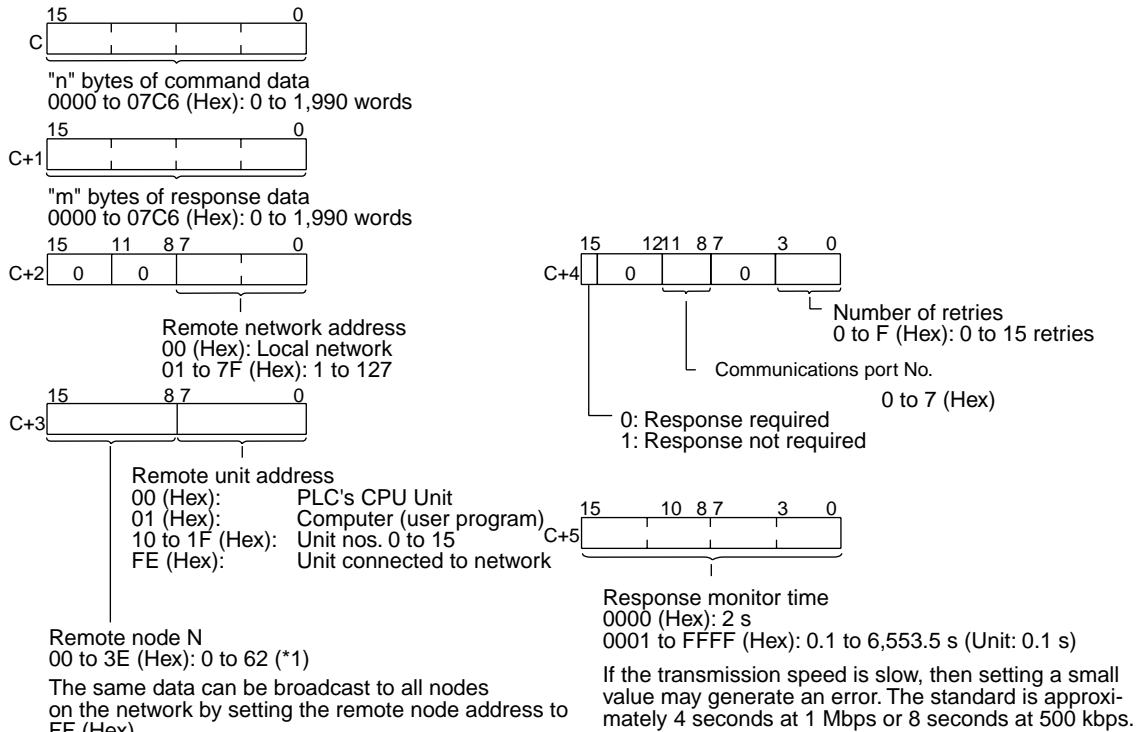 15 0
C
"n" bytes of command data
0000 to 07C6 (Hex): 0 to 1,990 words
15 0
C+1
"m" bytes of response data
0000 to 07C6 (Hex): 0 to 1,990 words
15 11 8 7 0
C+2 0 0
Remote network address
00 (Hex): Local network
01 to 7F (Hex): 1 to 127
15 8 7 0
C+3
Remote unit address
00 (Hex): PLC's CPU Unit
01 (Hex): Computer (user program)
10 to 1F (Hex): Unit nos. 0 to 15
FE (Hex): Unit connected to network
Remote node N
00 to 3E (Hex): 0 to 62 (*1)
The same data can be broadcast to all nodes
on the network by setting the remote node address to
FF (Hex)
15 1211 8 7 3 0
C+4 0 0
Number of retries
0 to F (Hex): 0 to 15 retries
Communications port No.
0 to 7 (Hex)
0: Response required
1: Response not required
15 10 8 7 3 0
C+5
Response monitor time
0000 (Hex): 2 s
0001 to FFFF (Hex): 0.1 to 6,553.5 s (Unit: 0.1 s)
If the transmission speed is slow, then setting a small
value may generate an error. The standard is approxi-
mately 4 seconds at 1 Mbps or 8 seconds at 500 kbps.